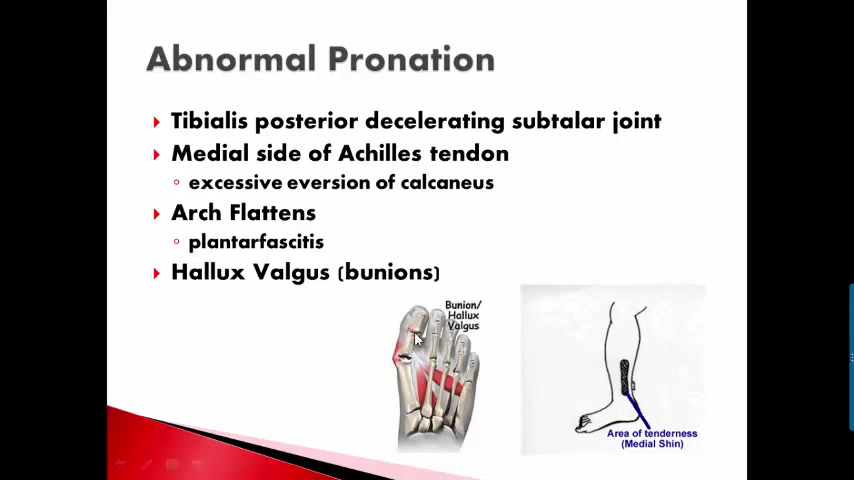 Abnormal Pronation
Tibialis posterior decelerating subtalar joint
Medial side of Achilles tendon
excessive eversion of calcaneus
Arch Flattens
plantarfascitis
Hallux Valgus (bunions)
Bunion/
Hallux
Valgus
Area of tenderness
(Medial Shin)